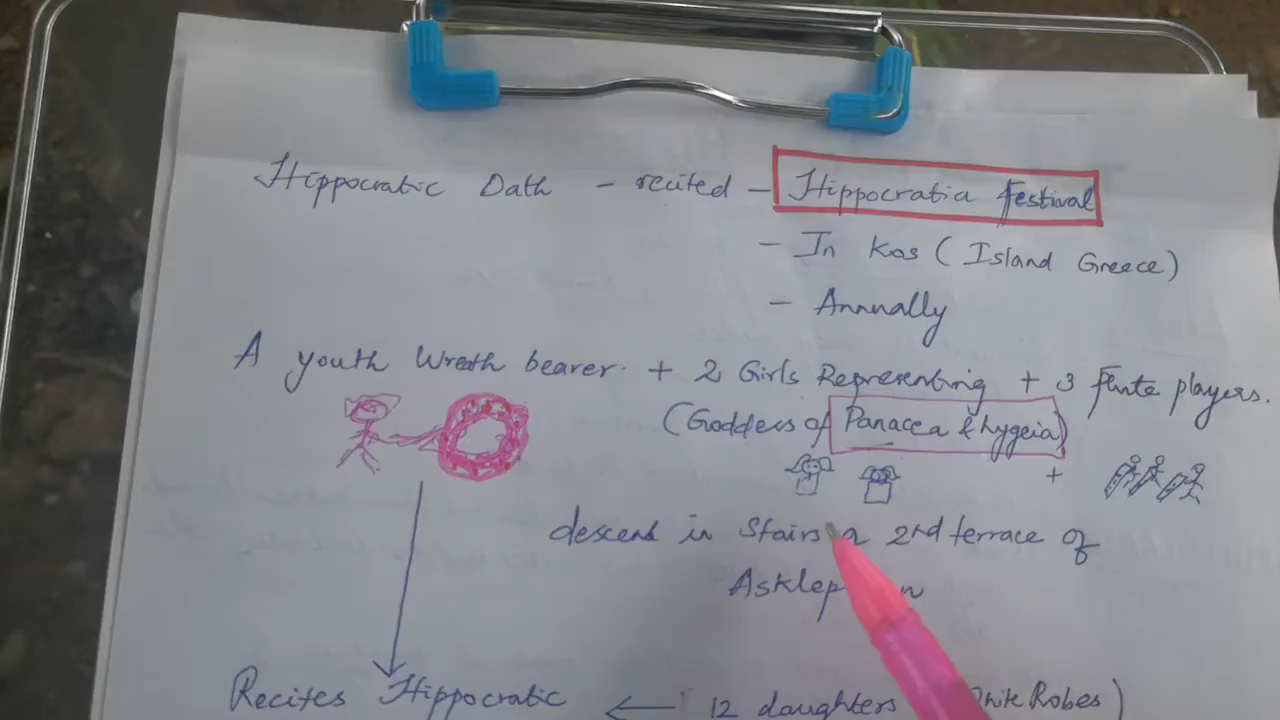 Hippocratic Oath - recited - Hippocratia festival
- In Kos (Island Greece)
- Annually
A youth Wreath bearer + 2 Girls Representing + 3 flute players.
(Goddess of Panacea & hygeia)
+
descend in Stairs 2nd terrace of
Recites Hippocratic ← 12 daughters Robes)